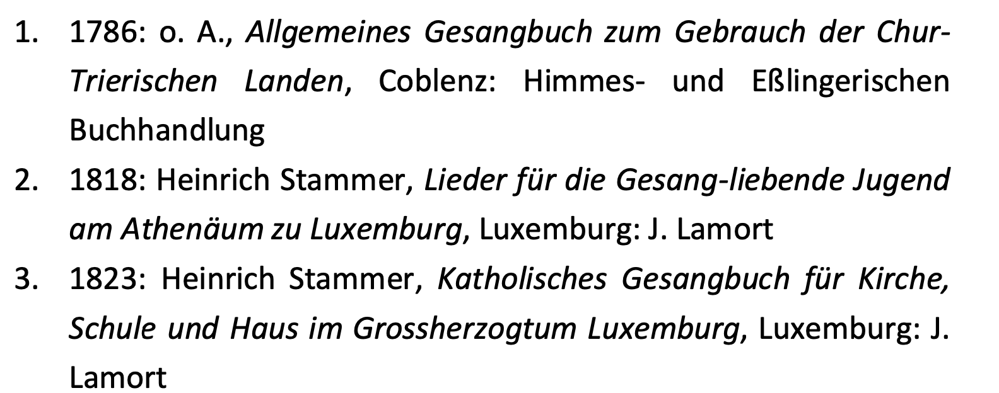 1. 1786: o. A., Allgemeines Gesangbuch zum Gebrauch der Chur-
Trierischen Landen, Coblenz: Himmes- und Eßlingerischen
Buchhandlung
2. 1818: Heinrich Stammer, Lieder für die Gesang-liebende Jugend
am Athenäum zu Luxemburg, Luxemburg: J. Lamort
3. 1823: Heinrich Stammer, Katholisches Gesangbuch für Kirche,
Schule und Haus im Grossherzogtum Luxemburg, Luxemburg: J.
Lamort